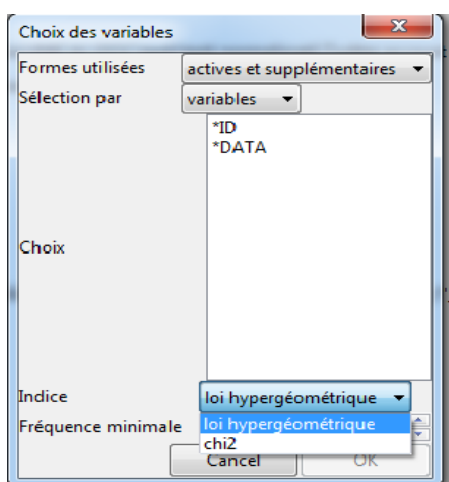 Choix des variables
Formes utilisées actives et supplémentaires
Sélection par variables
*ID
*DATA
Choix
Indice loi hypergéométrique
Fréquence minimale loi hypergéométrique
chi2
Cancel OK